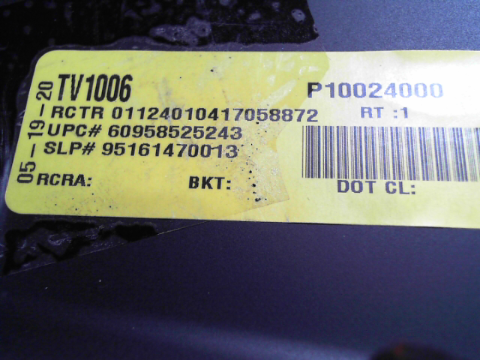 TV1006
P10024000
RCTR 01124010417058872
RT :1
UPC# 60958525243
SLP# 95161470013
RCRA:
BKT:
DOT CL:
05-19-20